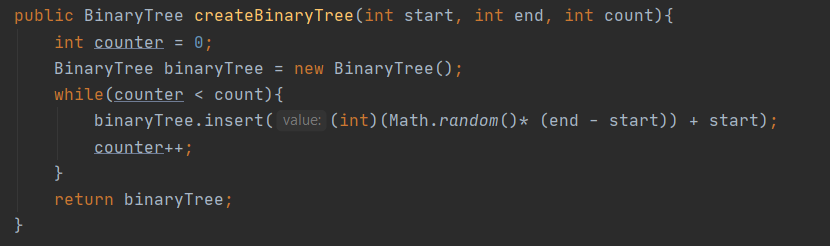 public BinaryTree createBinaryTree(int start, int end, int count){
int counter = 0;
BinaryTree binaryTree = new BinaryTree();
while(counter < count){
binaryTree.insert( value: (int)(Math.random()* (end - start)) + start);
counter++;
}
return binaryTree;
}